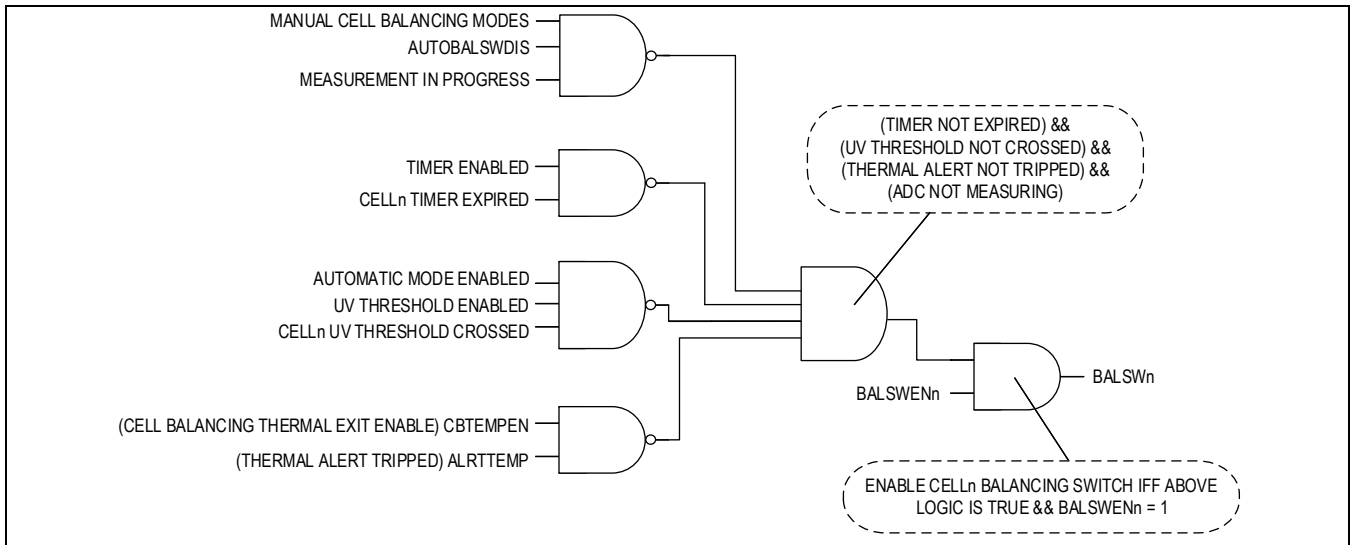 MANUAL CELL BALANCING MODES
AUTOBALSWDIS
MEASUREMENT IN PROGRESS
(TIMER NOT EXPIRED) &&
(UV THRESHOLD NOT CROSSED) &&
(THERMAL ALERT NOT TRIPPED) &&
(ADC NOT MEASURING)
TIMER ENABLED
CELLn TIMER EXPIRED
AUTOMATIC MODE ENABLED
UV THRESHOLD ENABLED
CELLn UV THRESHOLD CROSSED
BALSWENn
BALSWn
(CELL BALANCING THERMAL EXIT ENABLE) CBTEMPEN
(THERMAL ALERT TRIPPED) ALRTTEMP
ENABLE CELLn BALANCING SWITCH IFF ABOVE
LOGIC IS TRUE && BALSWENn = 1